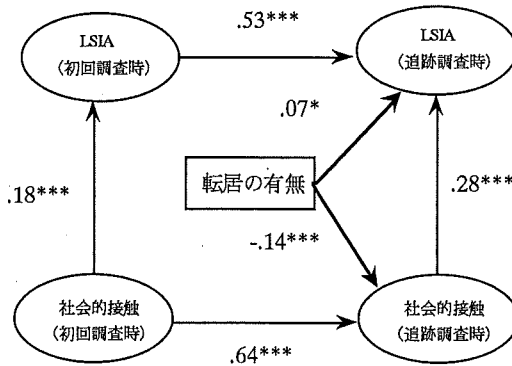 .53***
LSIA
(初回調査時)
LSIA
(追跡調査時)
.07*
.18***
転居の有無
.28***
-.14***
社会的接触
(初回調査時)
社会的接触
(追跡調査時)
.64***